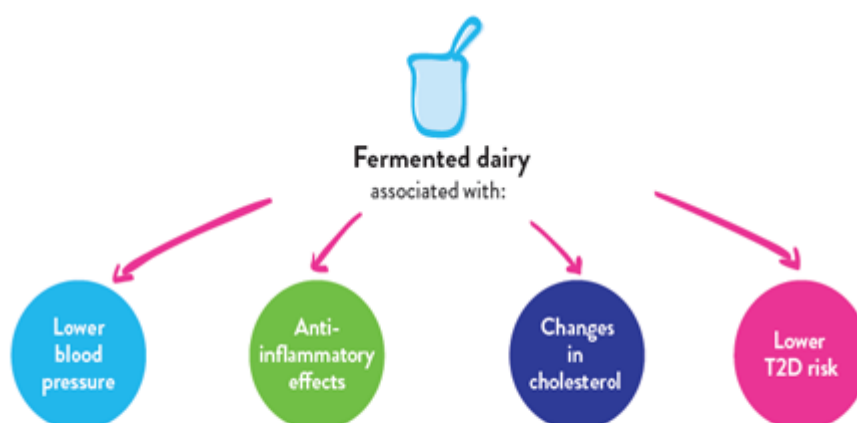 Fermented dairy
associated with:
Lower
blood
pressure
Anti-
inflammatory
effects
Changes
in
cholesterol
Lower
T2D risk